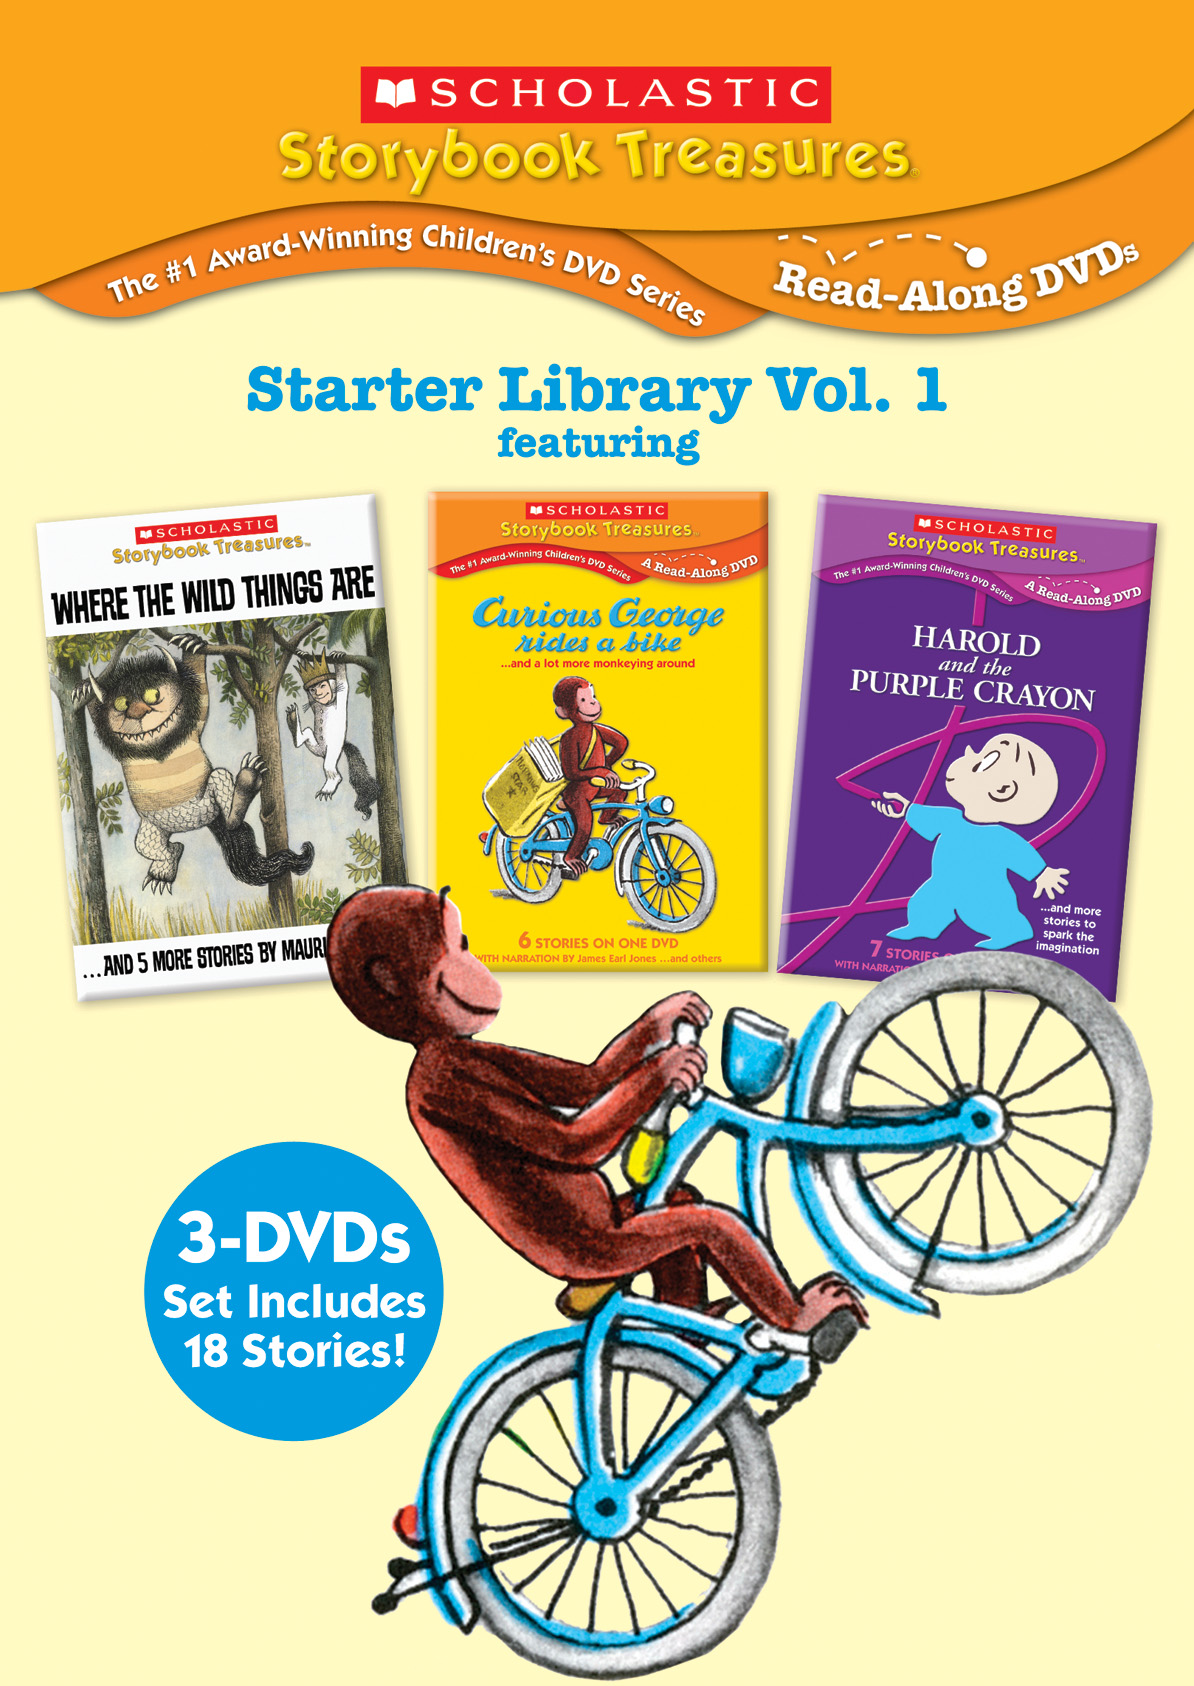 SCHOLASTIC
Storybook Treasures®
The #1 Award-Winning Children's DVD Series
Read-Along DVDs
Starter Library Vol. 1
featuring
SCHOLASTIC
Storybook Treasures™
WHERE THE WILD THINGS ARE
...AND 5 MORE STORIES BY
SCHOLASTIC
Storybook Treasures
The #1 Award-Winning Children's DVD Series
A Read-Along DVD
Curious George
rides a bike
...and a lot more monkeying around
MORNING
STAR
6 STORIES ON ONE DVD
WITH NARRATION BY James Earl Jones ...and others
SCHOLASTIC
Storybook Treasures™
The #1 Award-Winning Children's DVD Series
A Read-Along DVD
HAROLD
and the
PURPLE CRAYON
...and more
stories to
spark the
imagination
7 STORIES
WITH
3-DVDs
Set Includes
18 Stories!